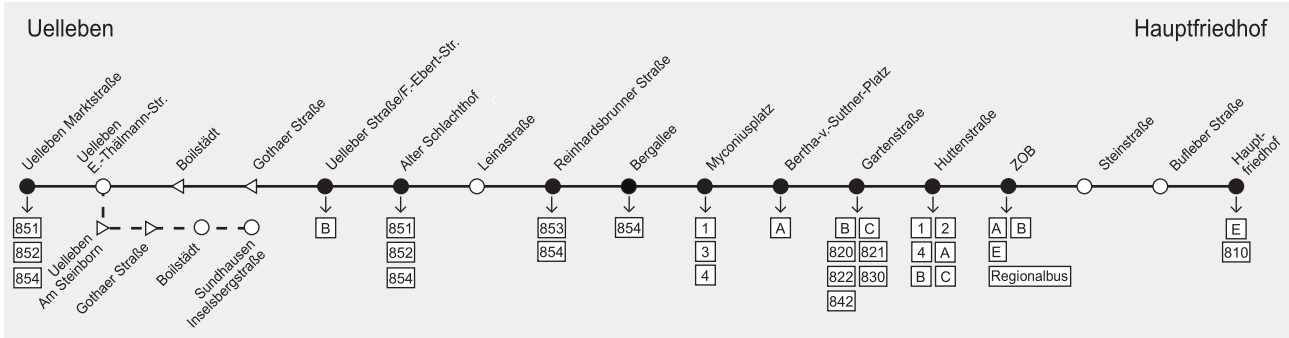 Uelleben
Hauptfriedhof
Uelleben Marktstraße
Uelleben
E.-Thälmann-Str.
Boilstädt
Gothaer Straße
Uelleber Straße/F.-Ebert-Str.
Alter Schlachthof
Leinastraße
Reinhardsbrunner Straße
Bergallee
Myconiusplatz
Bertha-v.-Suttner-Platz
Gartenstraße
Huttenstraße
ZOB
Steinstraße
Bufleber Straße
Haupt-
friedhof
851
852
854
Uelleben
Am Steinborn
Gothaer Straße
Boilstädt
Sundhausen
Inselsbergstraße
B
851
852
854
853
854
854
1
3
4
A
B C
820 821
822 830
842
1 2
4 A
B C
A B
E
Regionalbus
E
810